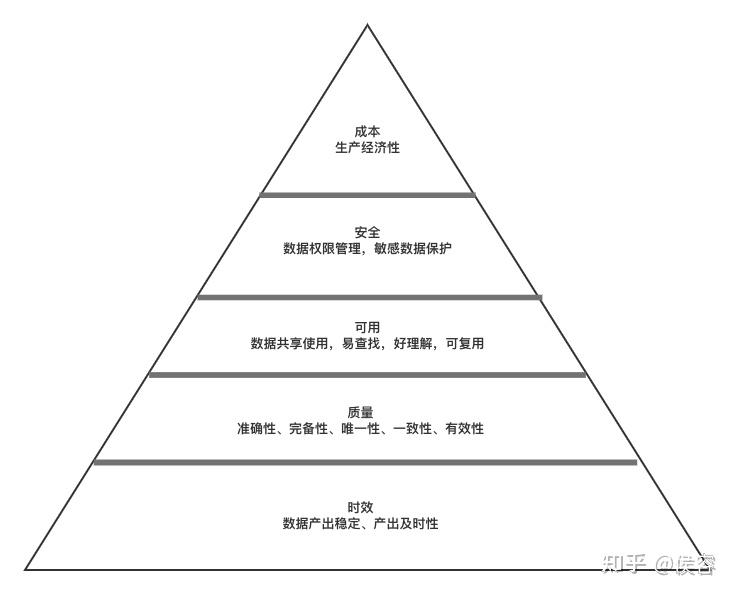 成本
生产经济性
安全
数据权限管理，敏感数据保护
可用
数据共享使用，易查找，好理解，可复用
质量
准确性、完备性、唯一性、一致性、有效性
时效
数据产出稳定、产出及时性
知乎 @侯容